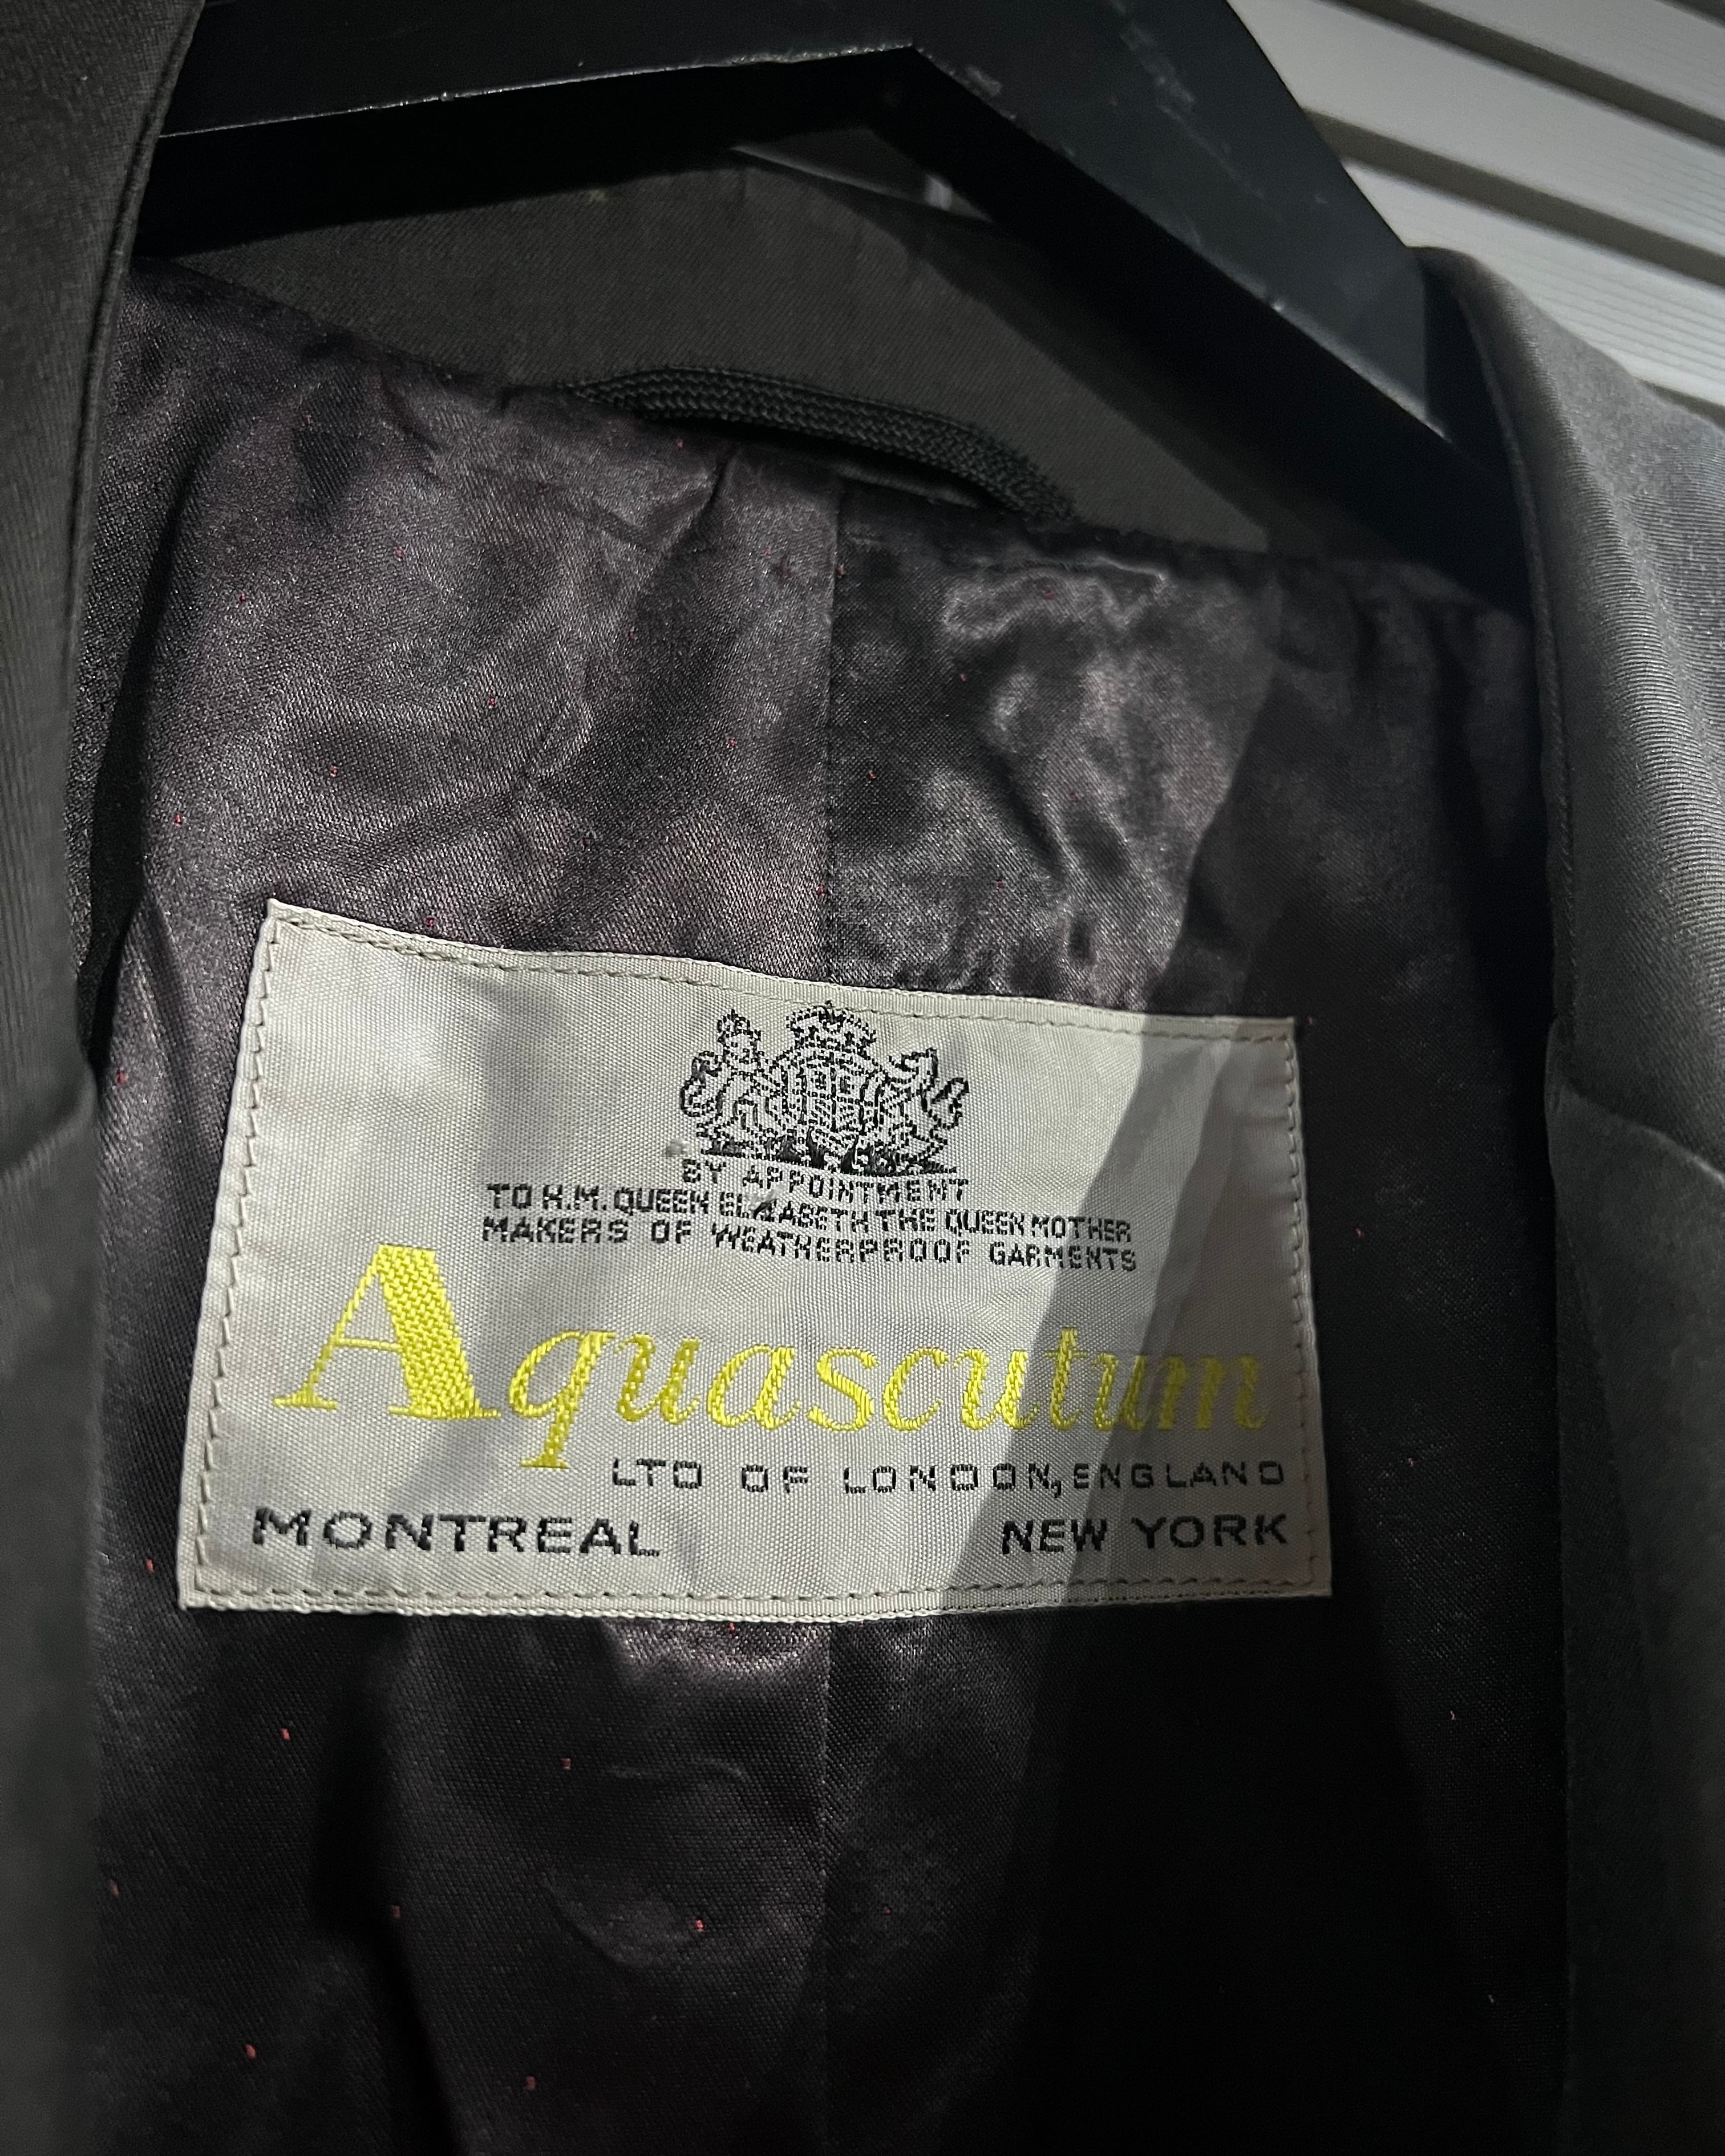 BY APPOINTMENT
TO H.M. QUEEN ELIZABETH THE QUEEN MOTHER
MAKERS OF WEATHERPROOF GARMENTS
Aquascutum
LTD OF LONDON, ENGLAND
MONTREAL NEW YORK